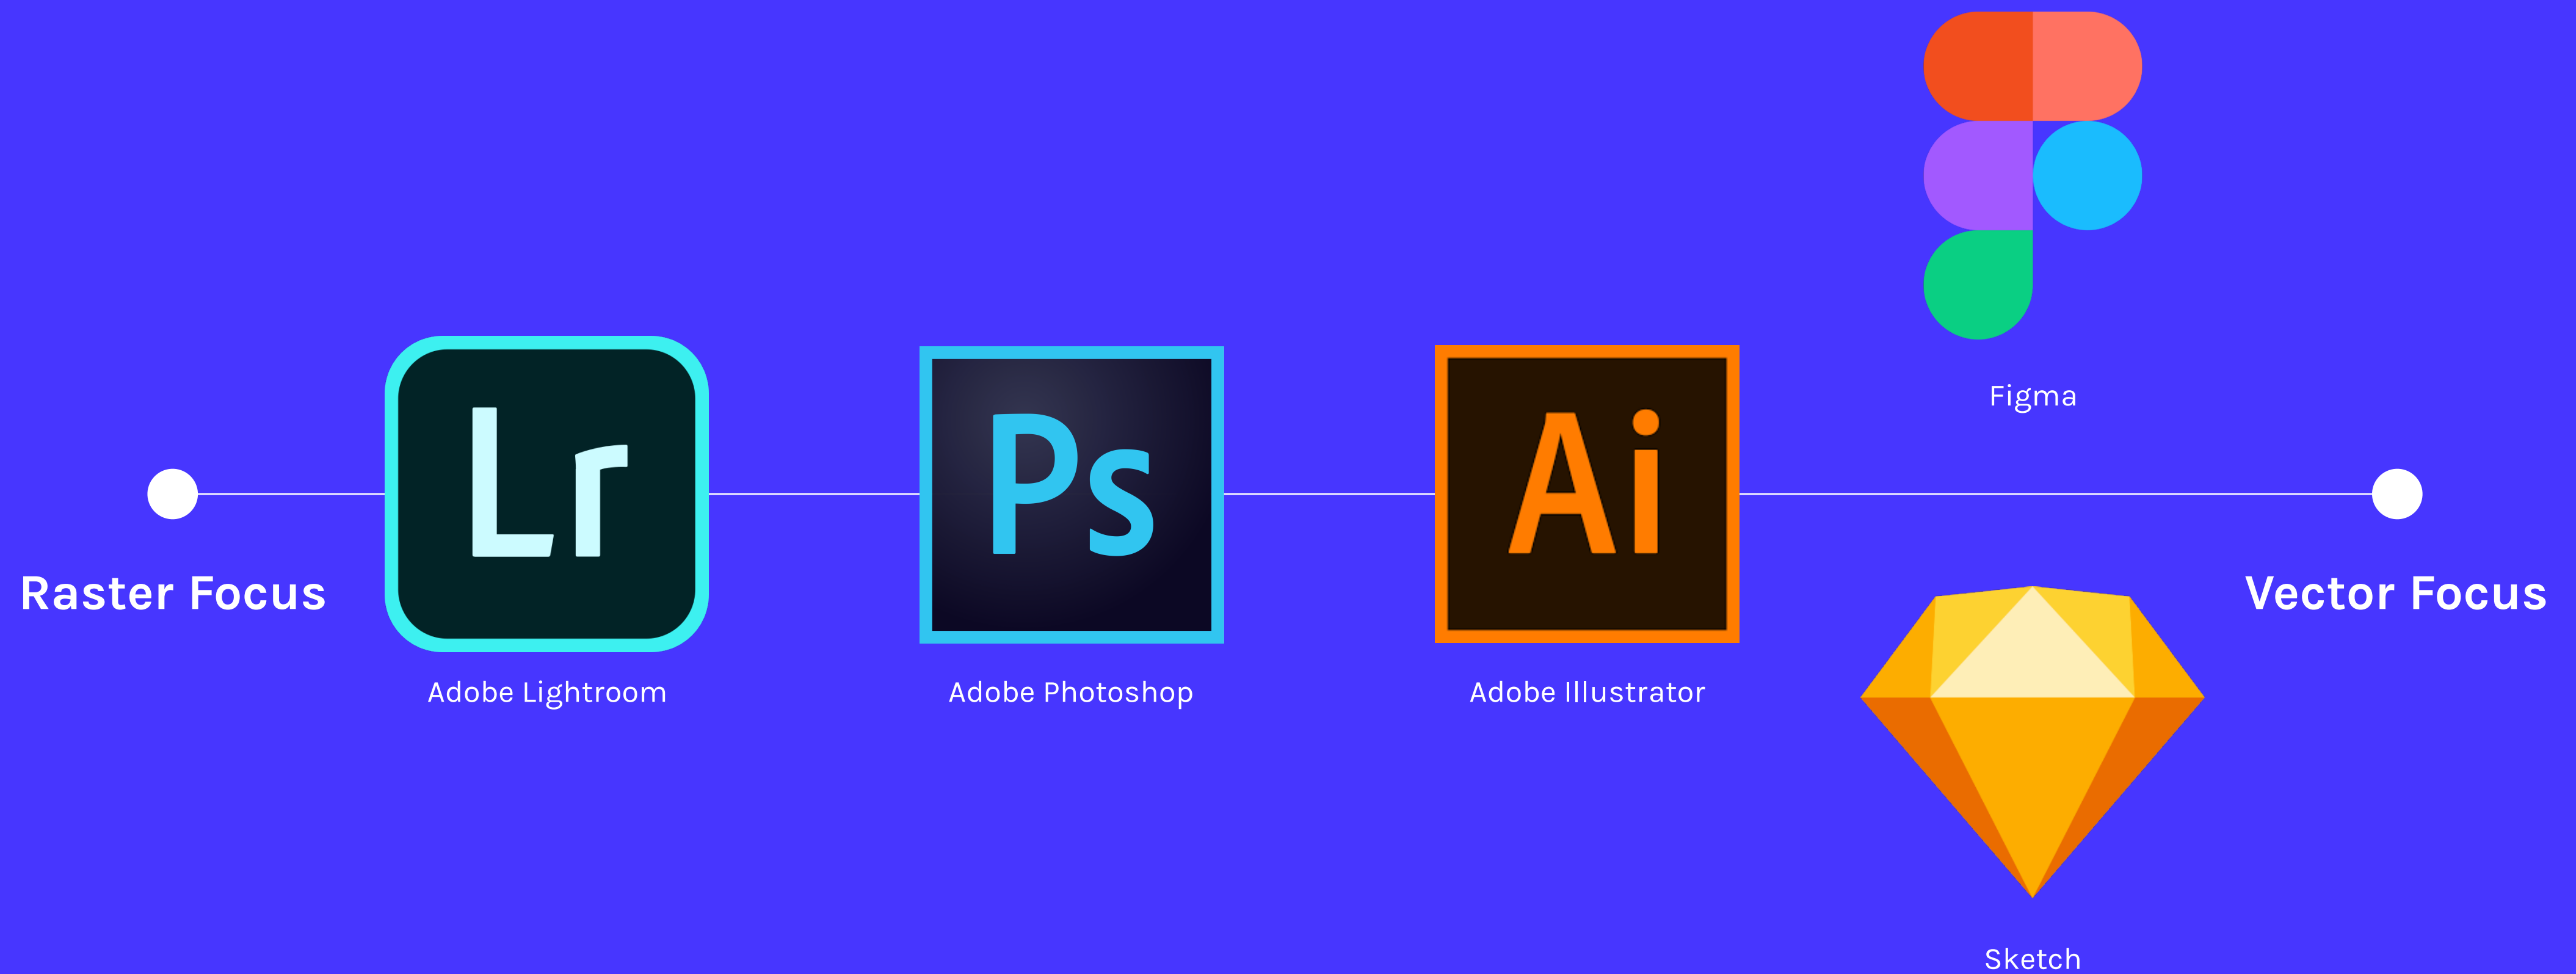 Figma
Raster Focus
Lr
Ps
Ai
Vector Focus
Adobe Lightroom
Adobe Photoshop
Adobe Illustrator
Sketch